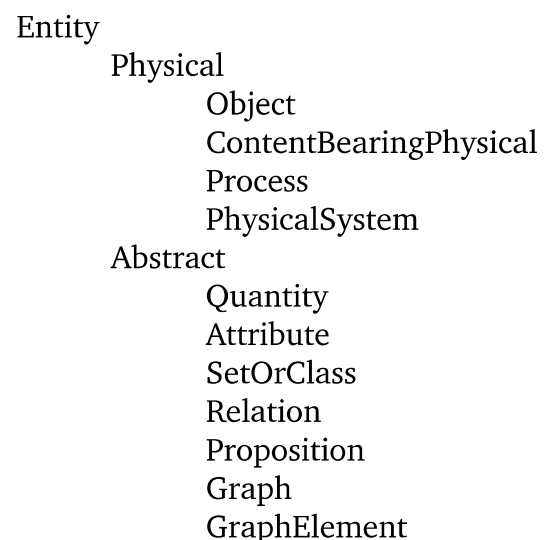 Entity
Physical
Object
ContentBearingPhysical
Process
PhysicalSystem
Abstract
Quantity
Attribute
SetOrClass
Relation
Proposition
Graph
GraphElement